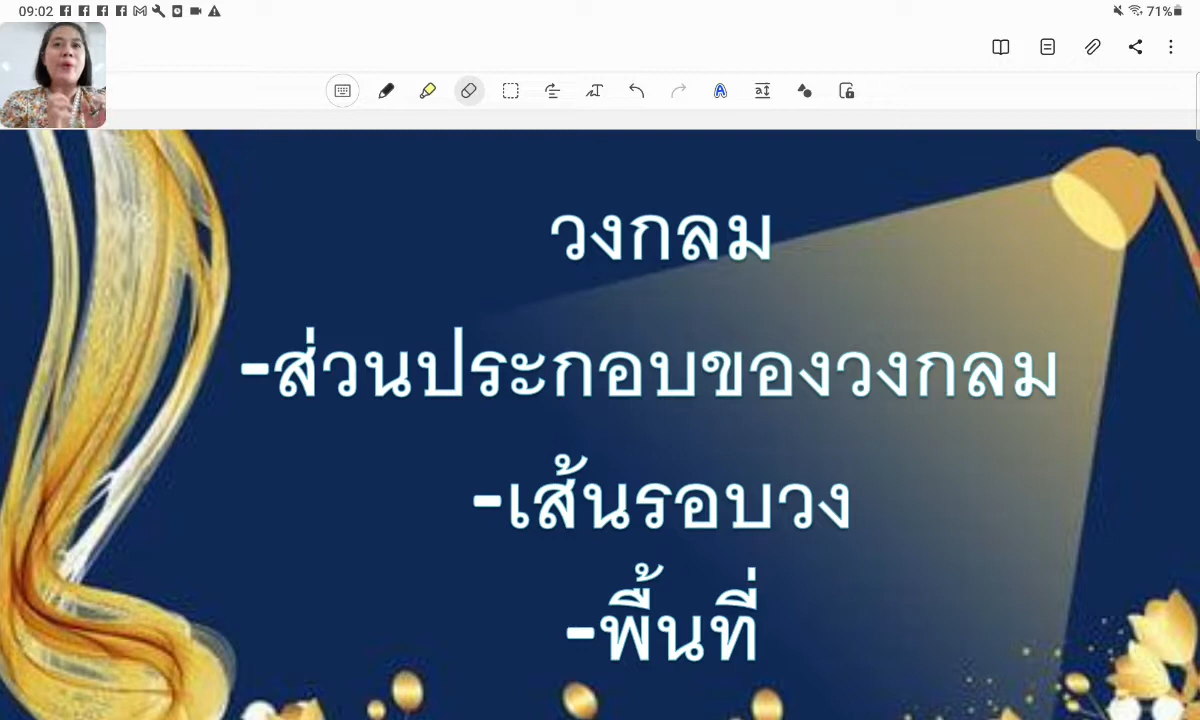 09:02
71%
วงกลม
-ส่วนประกอบของวงกลม
-เส้นรอบวง
-พื้นที่